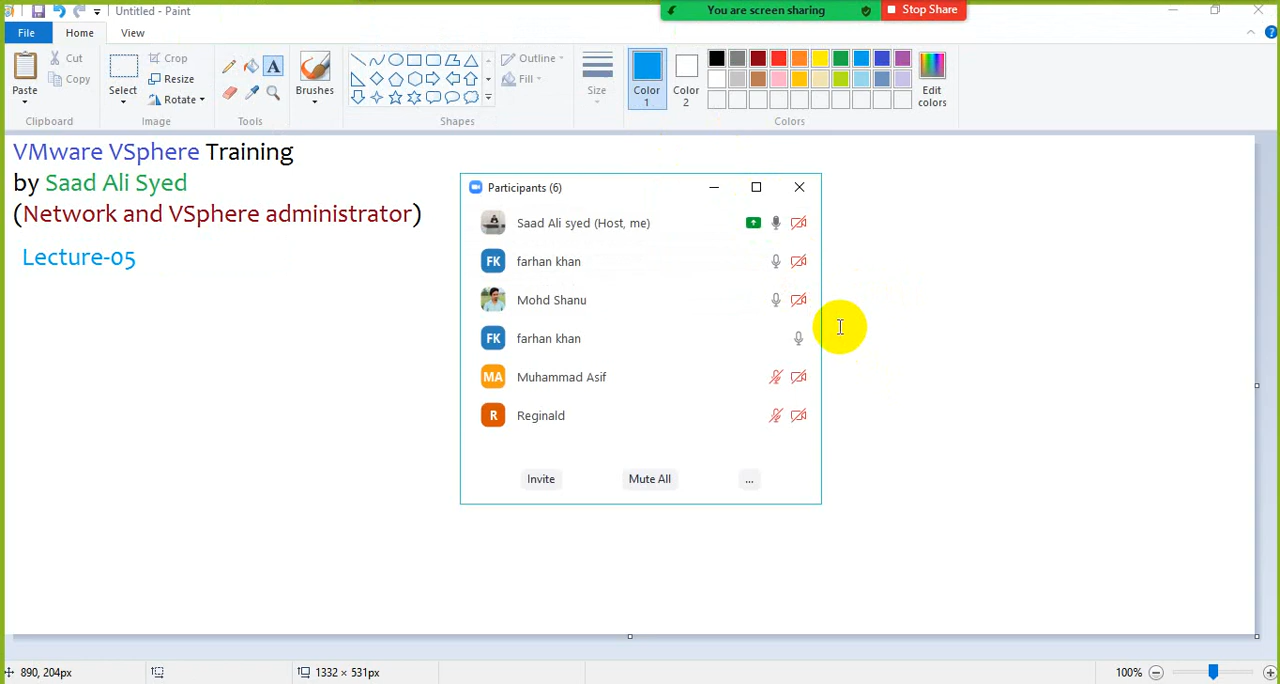 Untitled - Paint
You are screen sharing
Stop Share
File
Home
View
Paste
Cut
Copy
Clipboard
Select
Crop
Resize
Rotate
Image
A
Tools
Brushes
Shapes
Outline
Fill
Size
Color
1
Color
2
Edit
colors
Colors
VMware VSphere Training
by Saad Ali Syed
(Network and VSphere administrator)
Lecture-05
Participants (6)
Saad Ali syed (Host, me)
FK farhan khan
Mohd Shanu
FK farhan khan
MA Muhammad Asif
R Reginald
Invite
Mute All
...
890, 204px
1332 × 531px
100%